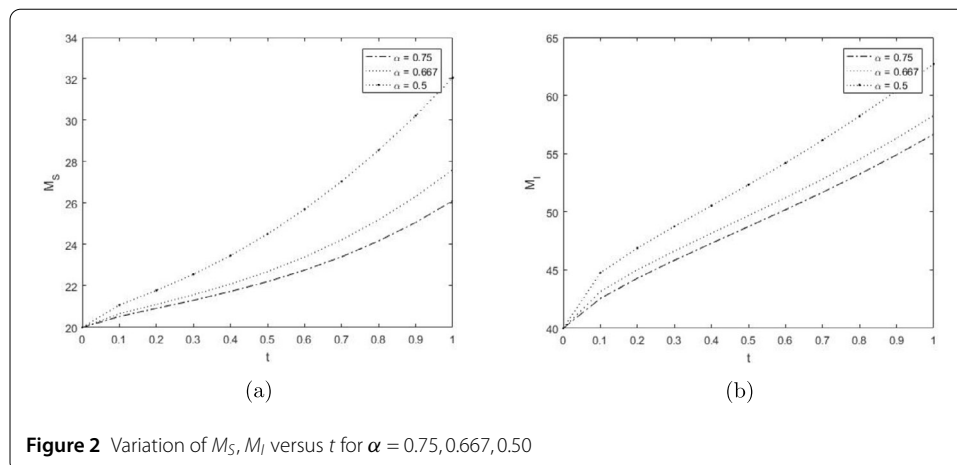 34
32
30
28
26
24
22
20
M_S
0 0.1 0.2 0.3 0.4 0.5 0.6 0.7 0.8 0.9 1
t
α = 0.75
α = 0.667
α = 0.5
(a)
65
60
55
50
45
40
M_I
0 0.1 0.2 0.3 0.4 0.5 0.6 0.7 0.8 0.9 1
t
α = 0.75
α = 0.667
α = 0.5
(b)
Figure 2 Variation of M_S, M_I versus t for α = 0.75, 0.667, 0.50